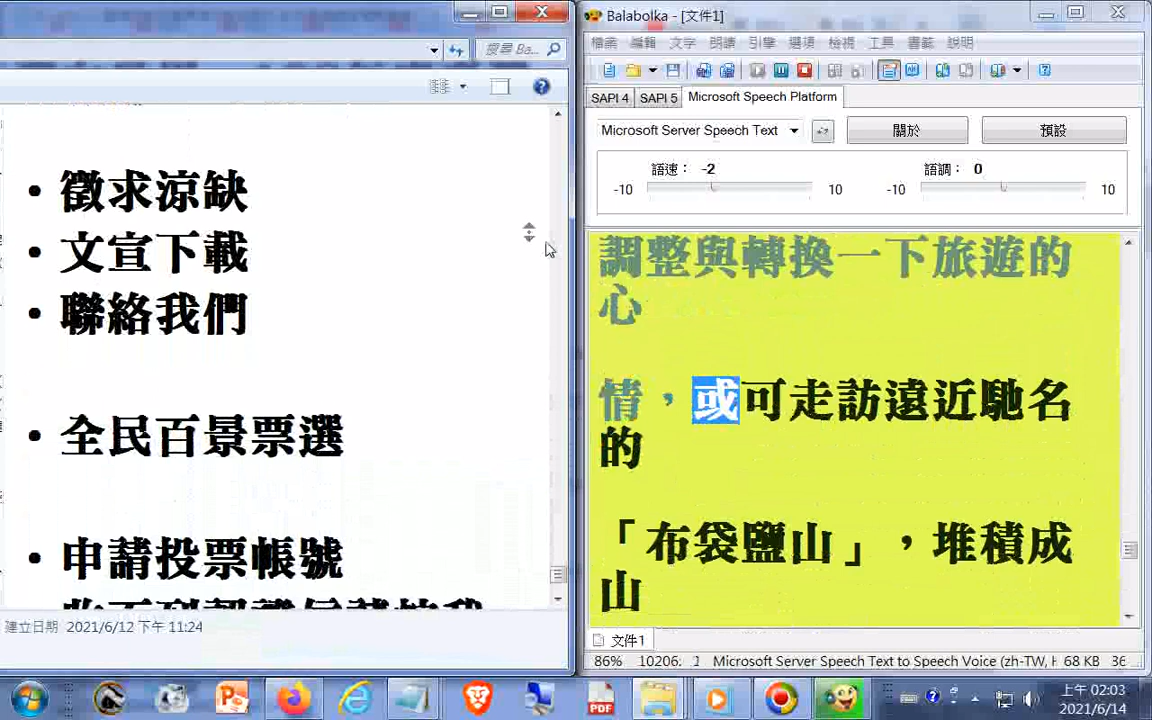 搜尋 Ba...
• 徵求涼缺
• 文宣下載
• 聯絡我們
• 全民百景票選
• 申請投票帳號
建立日期 2021/6/12 下午 11:24
Balabolka - [文件1]
檔案 編輯 文字 朗讀 引擎 選項 檢視 工具 書籤 說明
SAPI 4 SAPI 5 Microsoft Speech Platform
Microsoft Server Speech Text 關於 預設
語速： -2 語調： 0
-10 10 -10 10
調整與轉換一下旅遊的
心
情，或可走訪遠近馳名
的
「布袋鹽山」，堆積成
山
文件1
86% 10206: 1 Microsoft Server Speech Text to Speech Voice (zh-TW, H 68 KB 36
PDF
上午 02:03
2021/6/14